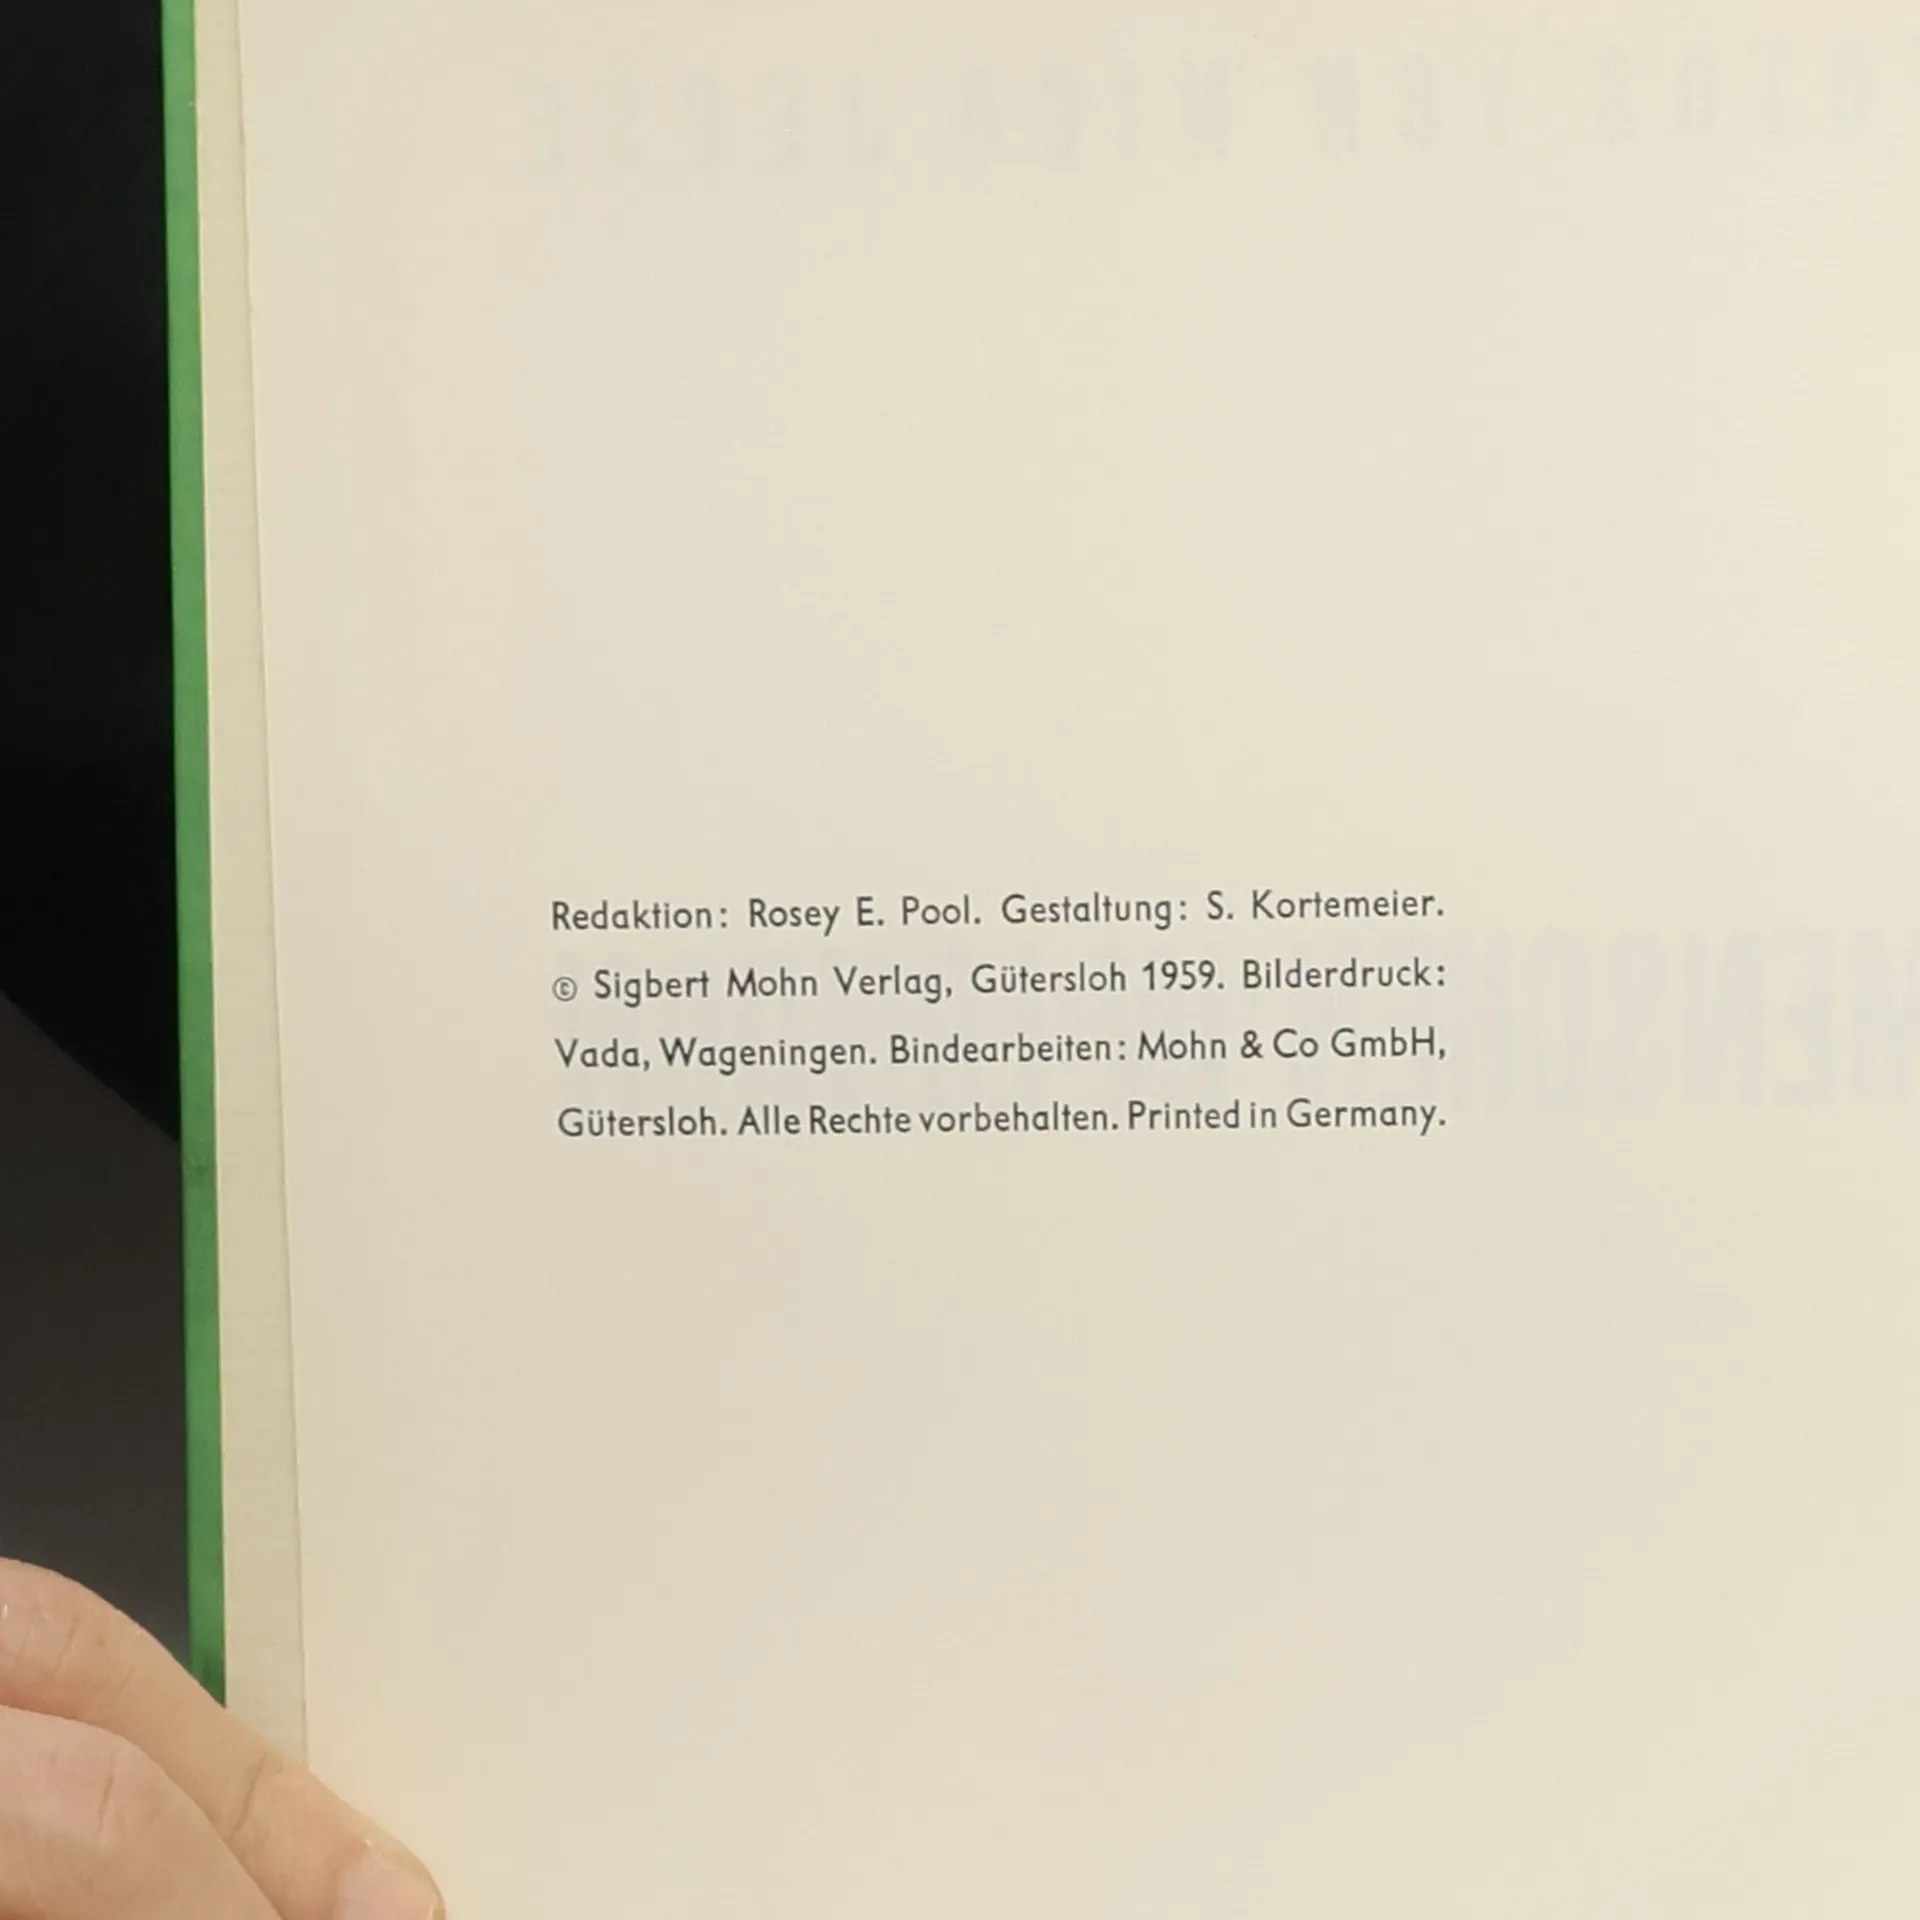 Redaktion: Rosey E. Pool. Gestaltung: S. Kortemeier.
© Sigbert Mohn Verlag, Gütersloh 1959. Bilderdruck:
Vada, Wageningen. Bindearbeiten: Mohn & Co GmbH,
Gütersloh. Alle Rechte vorbehalten. Printed in Germany.